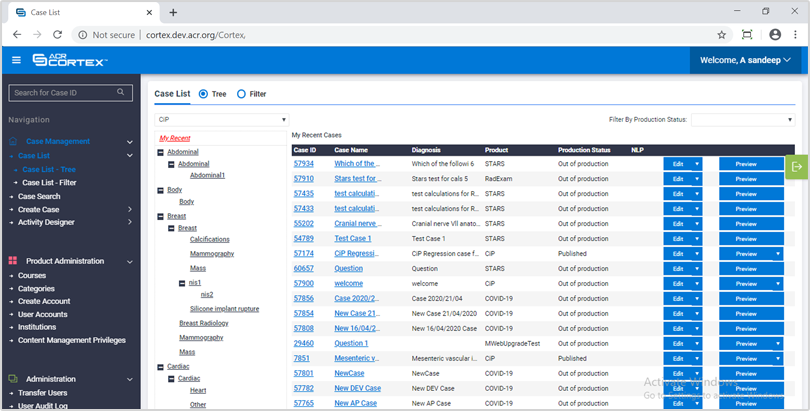 Case List
Not secure | cortex.dev.acr.org/Cortex,
ACR
CORTEX™
Welcome, A sandeep
Search for Case ID
Navigation
Case Management
Case List
Case List - Tree
Case List - Filter
Case Search
Create Case
Activity Designer
Product Administration
Courses
Categories
Create Account
User Accounts
Institutions
Content Management Privileges
Administration
Transfer Users
User Audit Log
Case List Tree Filter
CiP
Filter By Production Status:
My Recent
Abdominal
Abdominal
Abdominal1
Body
Body
Breast
Breast
Calcifications
Mammography
Mass
nis1
nis2
Silicone implant rupture
Breast Radiology
Mammography
Mass
Cardiac
Cardiac
Heart
Other
My Recent Cases
Case ID Case Name Diagnosis Product Production Status NLP
57934 Which of the ... Which of the followi 6 STARS Out of production Edit Preview
57910 Stars test for ... Stars test for cals 5 RadExam Out of production Edit Preview
57435 test calculati... test calculations for R... STARS Out of production Edit Preview
57433 test calculati... test calculations for R... STARS Out of production Edit Preview
55202 Cranial nerve ... Cranial nerve VII anato... STARS Out of production Edit Preview
54789 Test Case 1 Test Case 1 STARS Out of production Edit Preview
57174 CiP Regressi... CiP Regression case f... CiP Published Edit Preview
60657 Question Question STARS Out of production Edit Preview
57900 welcome welcome CiP Out of production Edit Preview
57856 Case 2020/2... Case 2020/21/04 COVID-19 Out of production Edit Preview
57854 New Case 21... New Case 21/04/2020 COVID-19 Out of production Edit Preview
57808 New 16/04/2... New 16/04/2020 Case COVID-19 Out of production Edit Preview
29460 Question 1 MWebUpgradeTest Out of production Edit Preview
7851 Mesenteric v... Mesenteric vascular i... CiP Published Edit Preview
57801 NewCase NewCase COVID-19 Out of production Edit Preview
57782 New DEV Case New DEV Case COVID-19 Out of production Edit Preview
57765 New AP Case New AP Case COVID-19 Out of production Edit Preview
Activate Windows
Go to Settings to activate Windows.